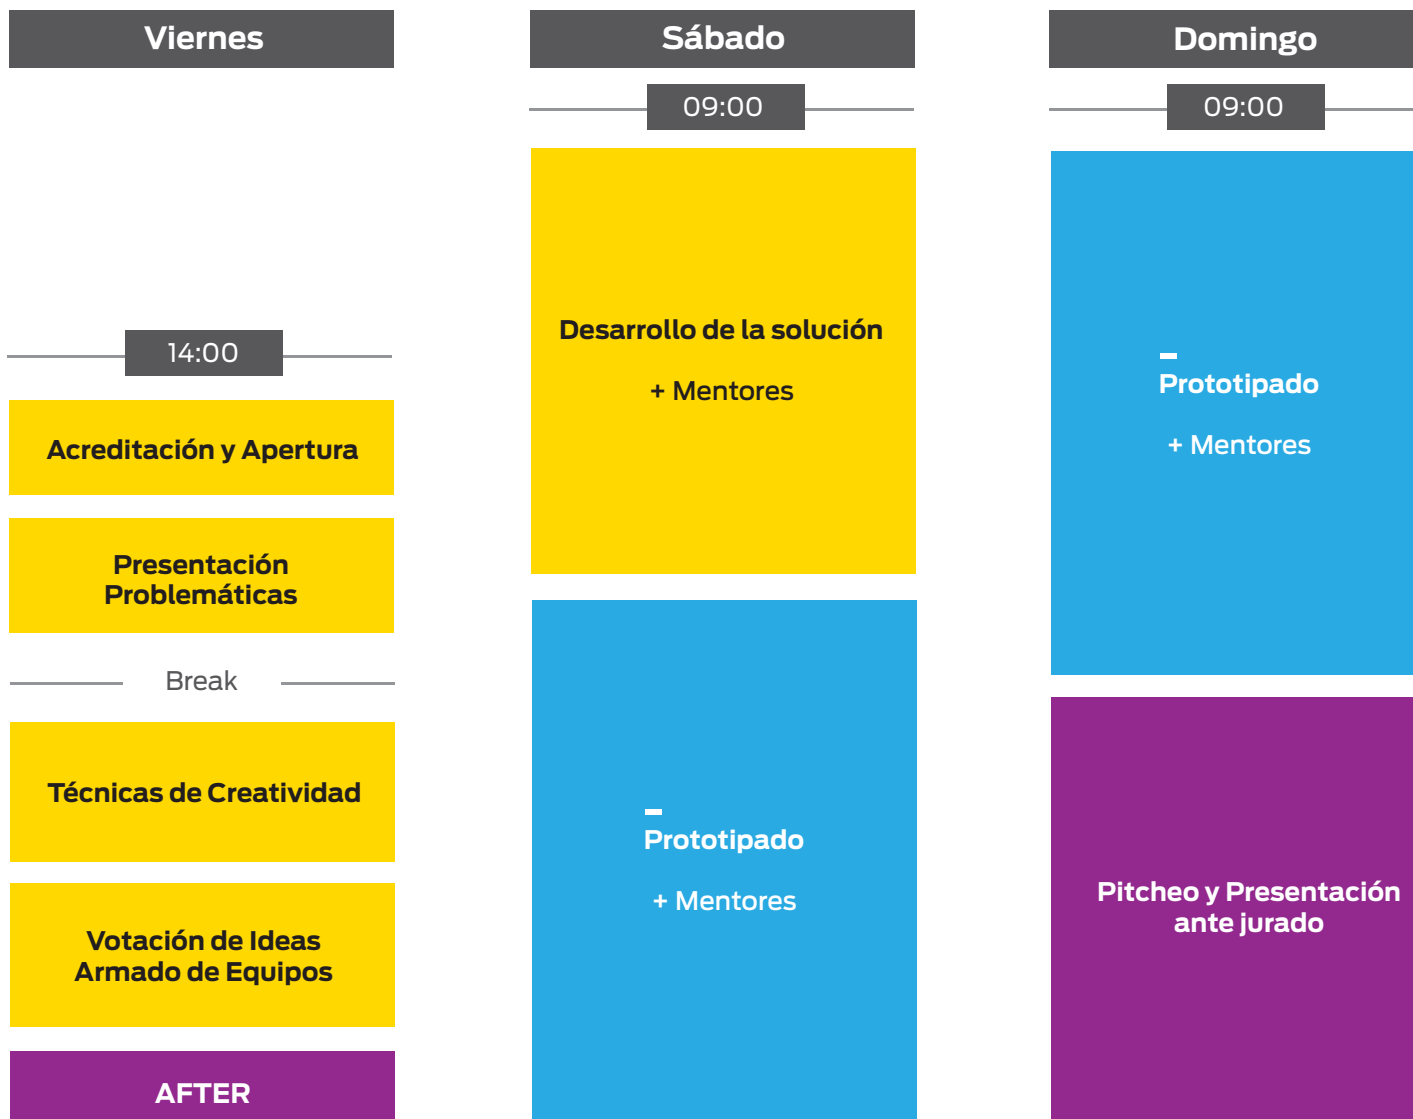 Viernes
14:00
Acreditación y Apertura
Presentación
Problemáticas
Break
Técnicas de Creatividad
Votación de Ideas
Armado de Equipos
AFTER
Sábado
09:00
Desarrollo de la solución
+ Mentores
Prototipado
+ Mentores
Domingo
09:00
Prototipado
+ Mentores
Pitcheo y Presentación
ante jurado